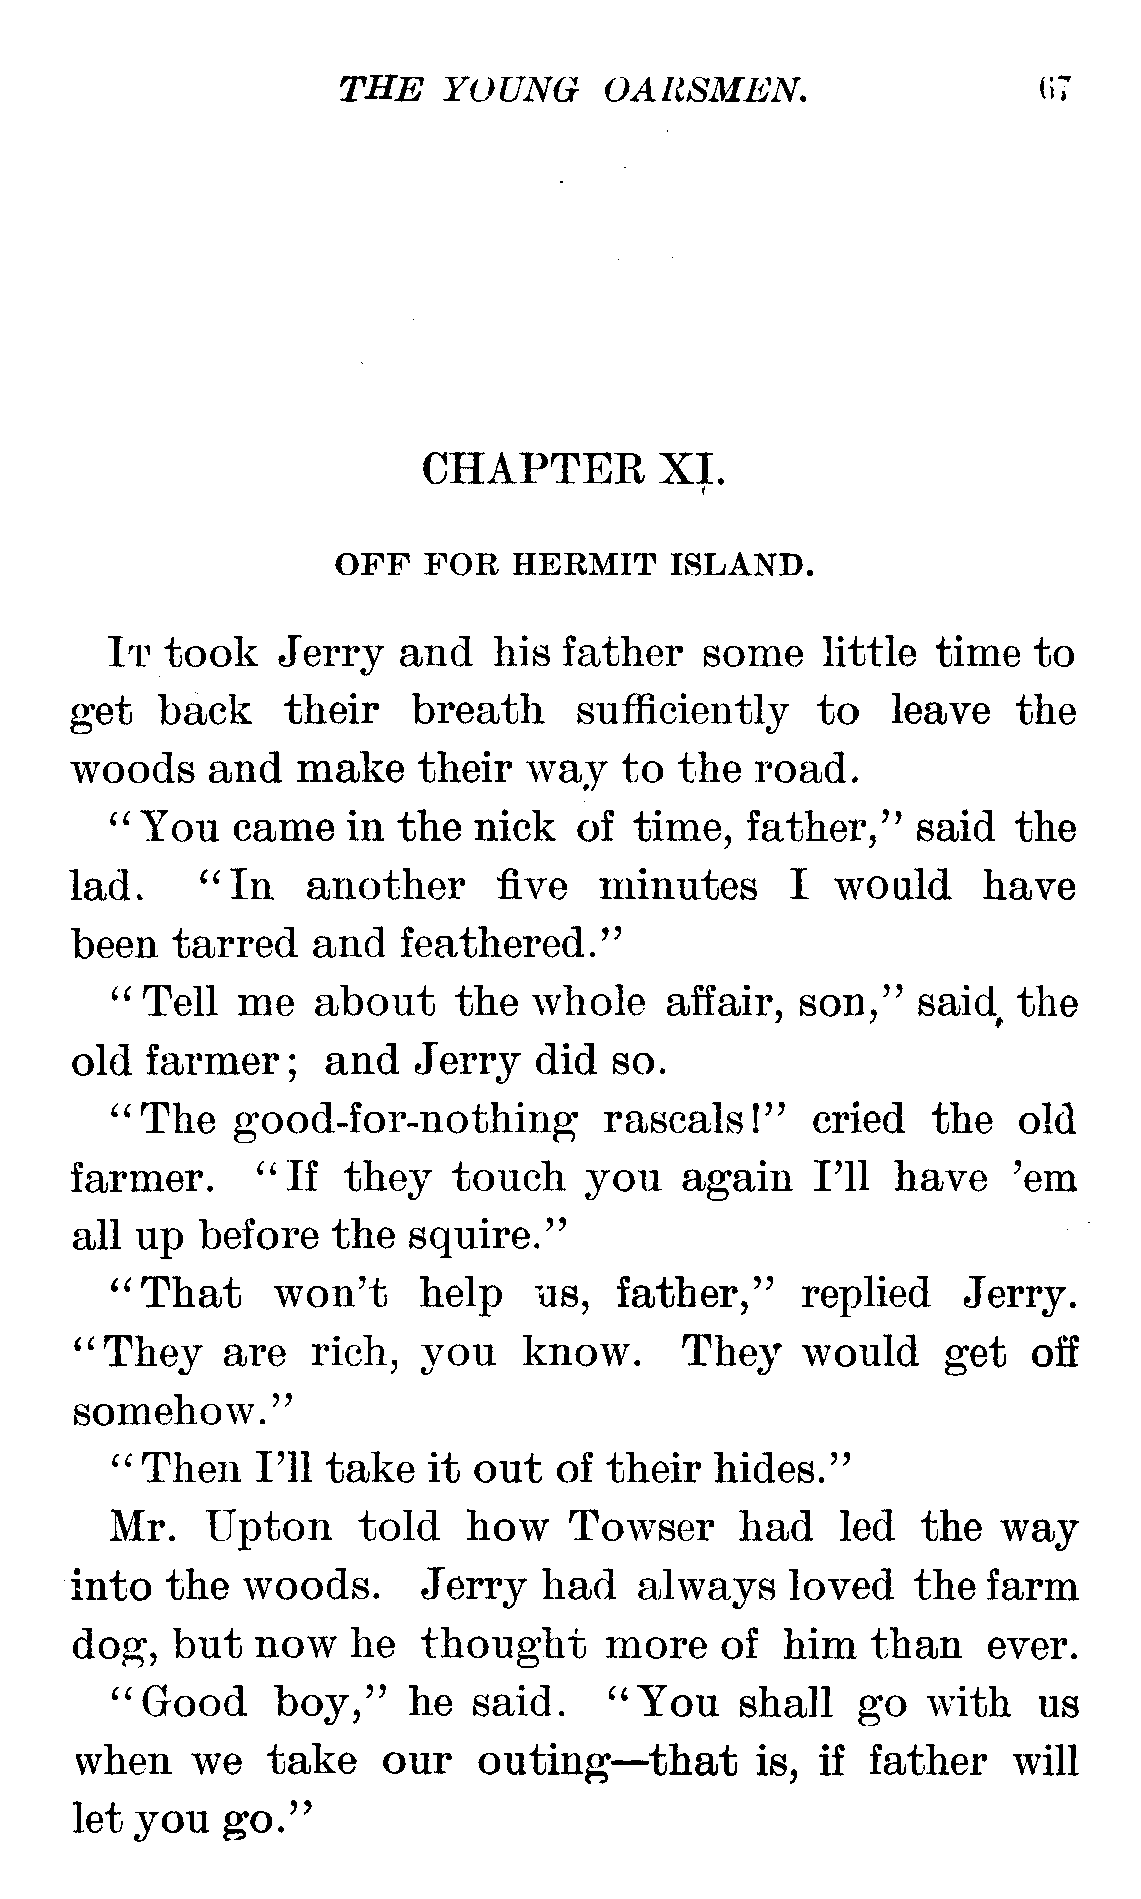 THE YOUNG OARSMEN. 67
CHAPTER XI.
OFF FOR HERMIT ISLAND.
IT took Jerry and his father some little time to
get back their breath sufficiently to leave the
woods and make their way to the road.
“You came in the nick of time, father,” said the
lad. “In another five minutes I would have
been tarred and feathered.”
“Tell me about the whole affair, son,” said the
old farmer; and Jerry did so.
“The good-for-nothing rascals!” cried the old
farmer. “If they touch you again I’ll have ’em
all up before the squire.”
“That won’t help us, father,” replied Jerry.
“They are rich, you know. They would get off
somehow.”
“Then I’ll take it out of their hides.”
Mr. Upton told how Towser had led the way
into the woods. Jerry had always loved the farm
dog, but now he thought more of him than ever.
“Good boy,” he said. “You shall go with us
when we take our outing—that is, if father will
let you go.”